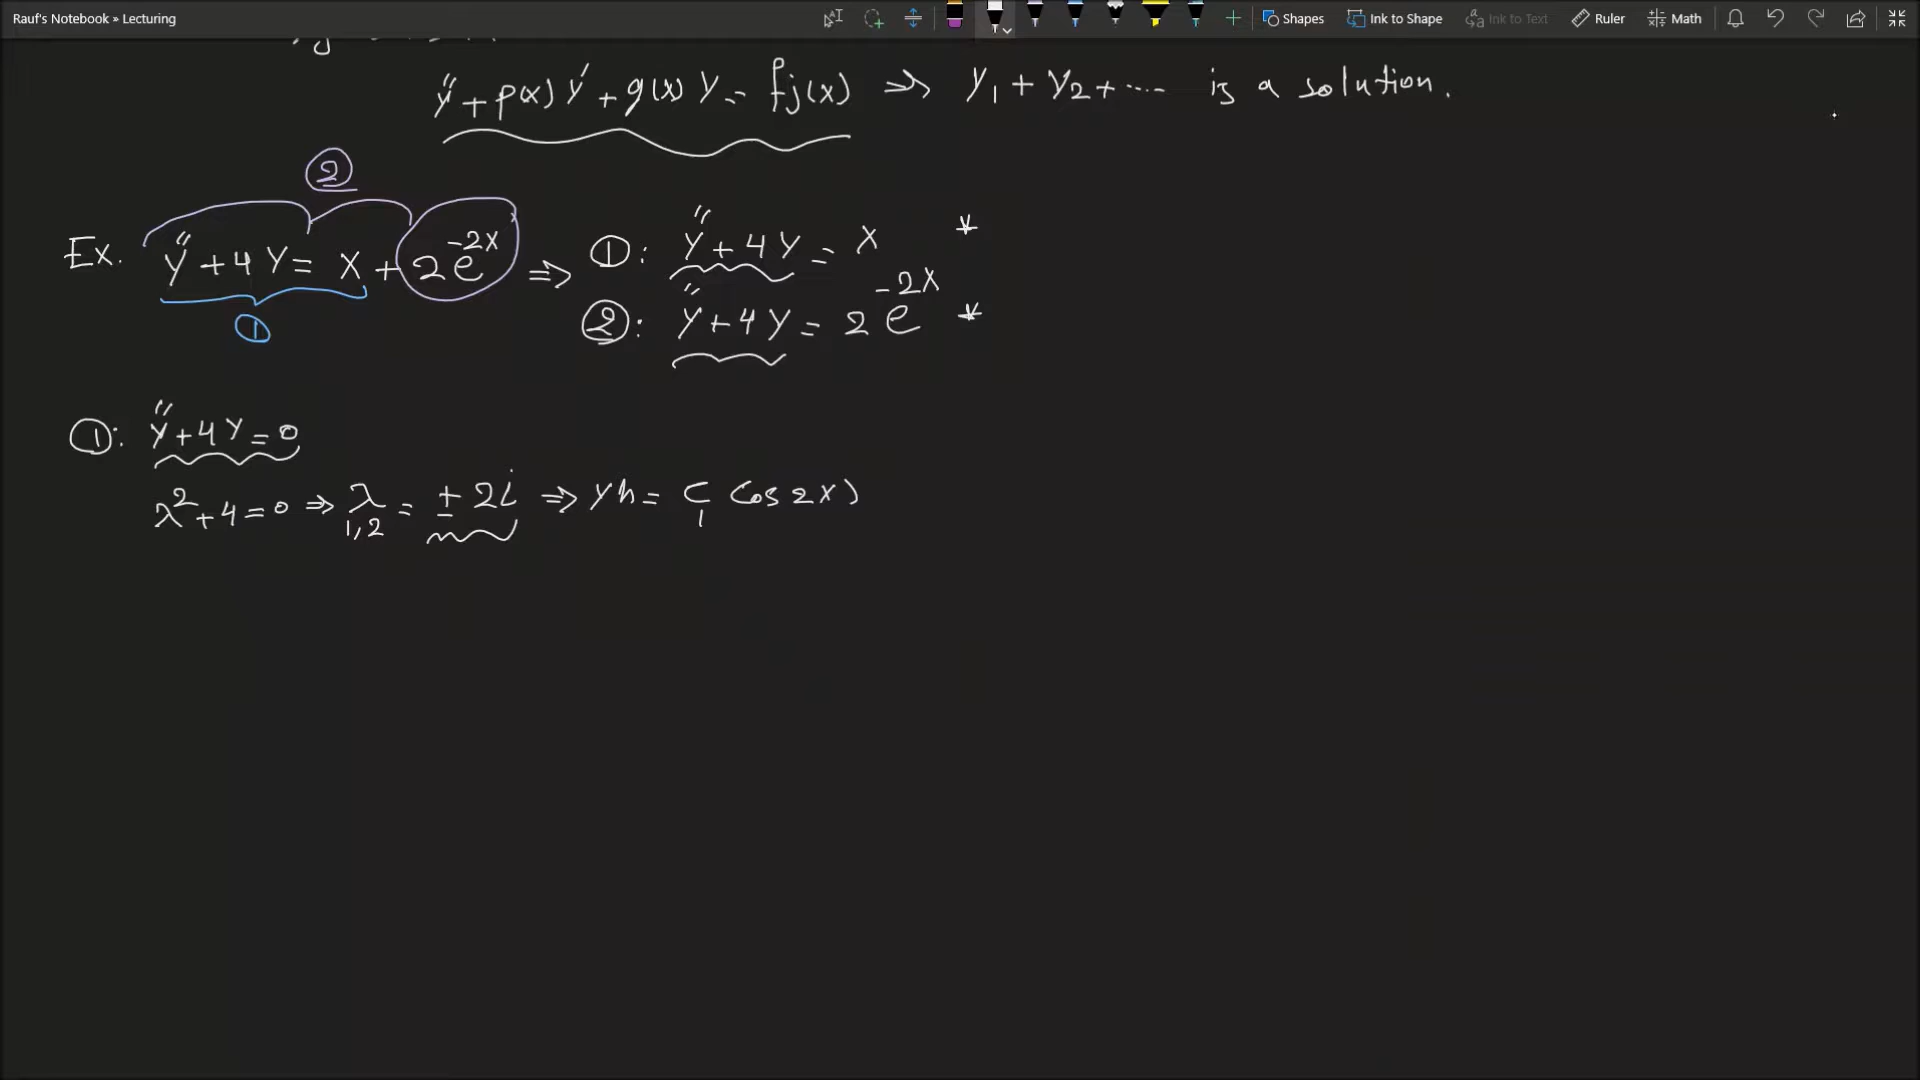 Rauf's Notebook » Lecturing
Shapes Ink to Shape Ink to Text Ruler Math
y'' + p(x) y' + g(x) y = fj(x) => y₁ + y₂ + .... is a solution.
②
Ex. y'' + 4y = x + 2e^-2x => ①: y'' + 4y = x *
①
②: y'' + 4y = 2e^-2x *
①: y'' + 4y = 0
λ² + 4 = 0 => λ₁,₂ = ± 2i => yh = C₁ Cos 2x)